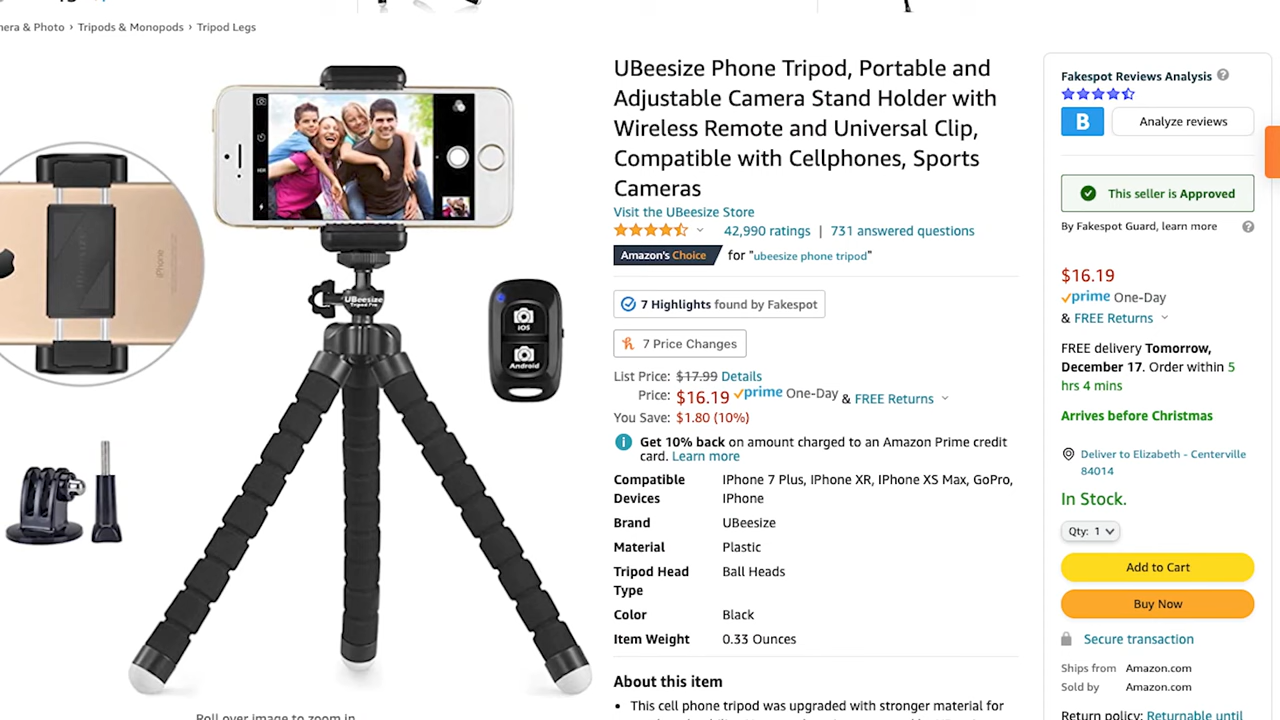 mera & Photo › Tripods & Monopods › Tripod Legs
UBeesize Phone Tripod, Portable and
Adjustable Camera Stand Holder with
Wireless Remote and Universal Clip,
Compatible with Cellphones, Sports
Cameras
Visit the UBeesize Store
42,990 ratings | 731 answered questions
Amazon's Choice for "ubeesize phone tripod"
7 Highlights found by Fakespot
7 Price Changes
List Price: $17.99 Details
Price: $16.19 prime One-Day & FREE Returns
You Save: $1.80 (10%)
Get 10% back on amount charged to an Amazon Prime credit
card. Learn more
Compatible Devices IPhone 7 Plus, IPhone XR, IPhone XS Max, GoPro, IPhone
Brand UBeesize
Material Plastic
Tripod Head Type Ball Heads
Color Black
Item Weight 0.33 Ounces
About this item
• This cell phone tripod was upgraded with stronger material for
iPhone
HDR
UBeesize
Tripod Pro
iOS
Android
Roll over image to zoom in
Fakespot Reviews Analysis ?
B Analyze reviews
This seller is Approved
By Fakespot Guard, learn more ?
$16.19
prime One-Day
& FREE Returns
FREE delivery Tomorrow,
December 17. Order within 5
hrs 4 mins
Arrives before Christmas
Deliver to Elizabeth - Centerville
84014
In Stock.
Qty: 1
Add to Cart
Buy Now
Secure transaction
Ships from Amazon.com
Sold by Amazon.com
Return policy: Returnable until